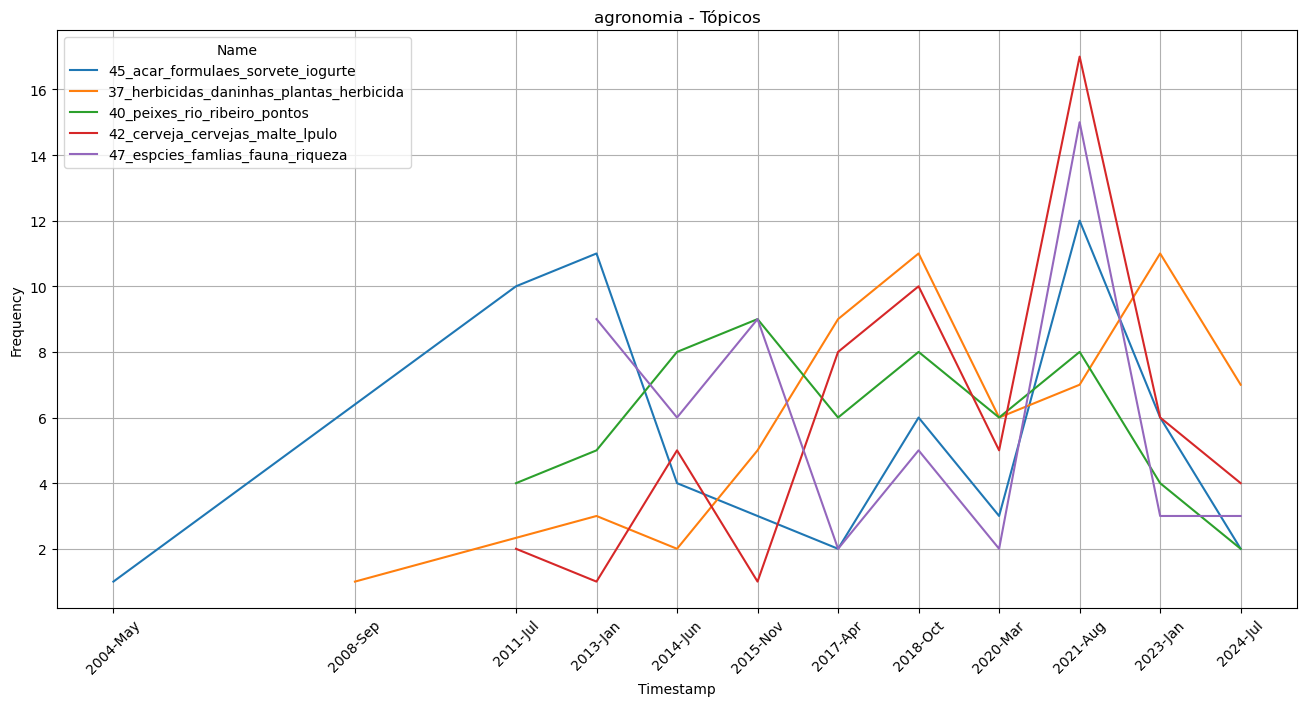 agronomia - Tópicos
Name
45_acar_formulaes_sorvete_iogurte
37_herbicidas_daninhas_plantas_herbicida
40_peixes_rio_ribeiro_pontos
42_cerveja_cervejas_malte_lpulo
47_espcies_famlias_fauna_riqueza
Frequency
16
14
12
10
8
6
4
2
2004-May
2008-Sep
2011-Jul
2013-Jan
2014-Jun
2015-Nov
2017-Apr
2018-Oct
2020-Mar
2021-Aug
2023-Jan
2024-Jul
Timestamp